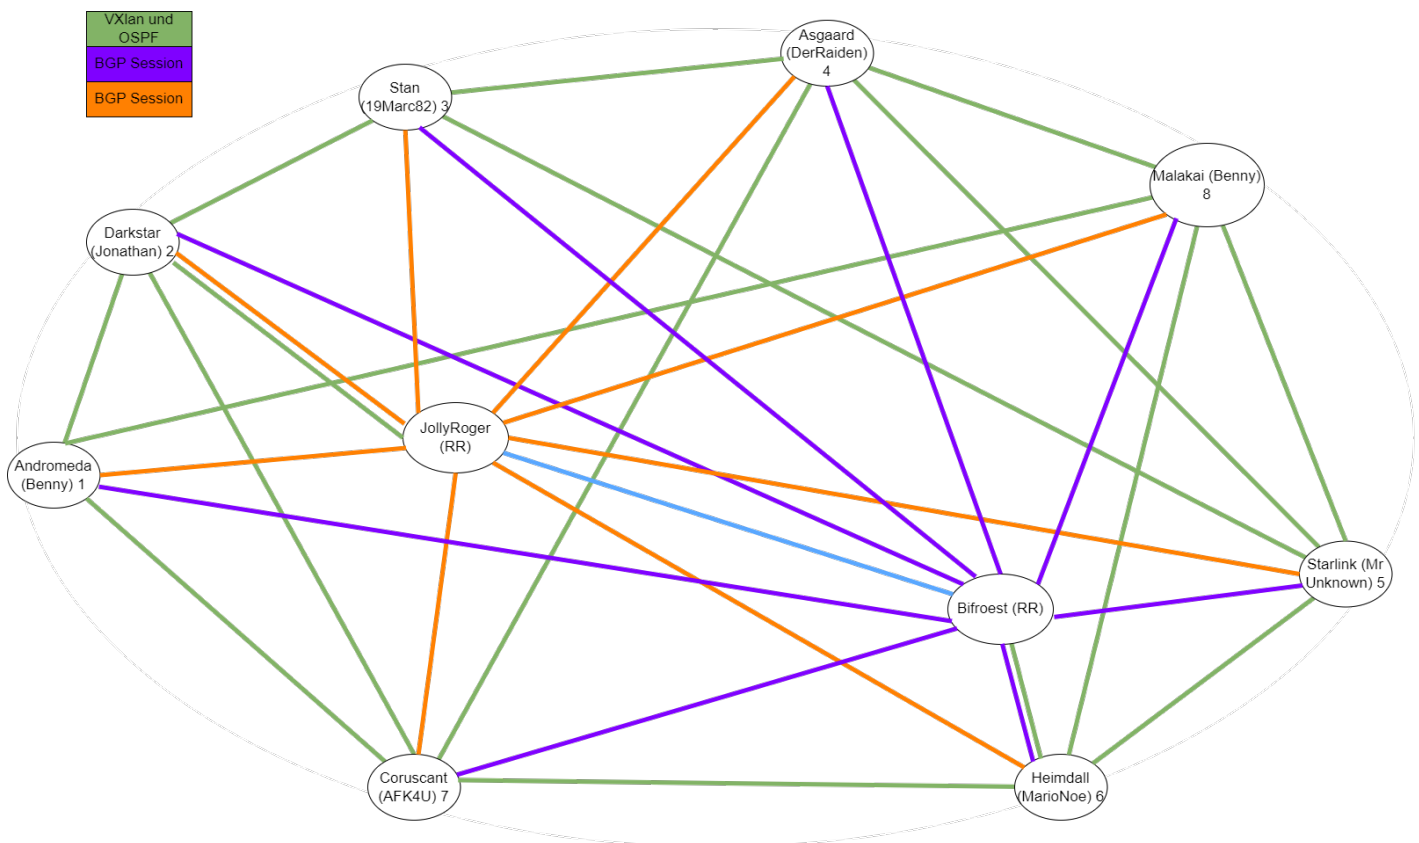 VXlan und
OSPF
BGP Session
BGP Session
Asgaard
(DerRaiden)
4
Stan
(19Marc82) 3
Malakai (Benny)
8
Darkstar
(Jonathan) 2
JollyRoger
(RR)
Andromeda
(Benny) 1
Starlink (Mr
Unknown) 5
Bifroest (RR)
Coruscant
(AFK4U) 7
Heimdall
(MarioNoe) 6